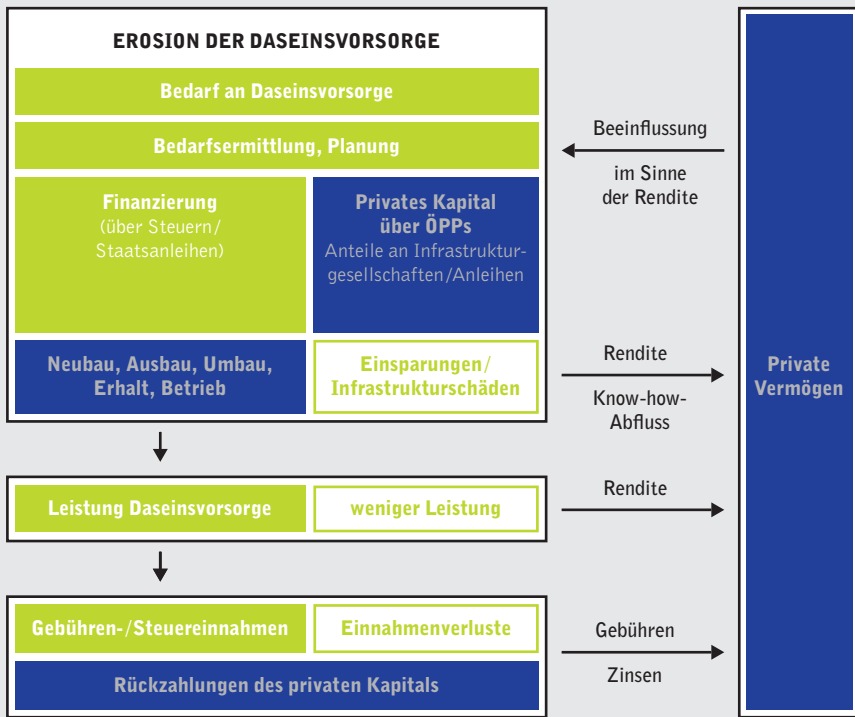 EROSION DER DASEINSVORSORGE
Bedarf an Daseinsvorsorge
Bedarfsermittlung, Planung
Finanzierung
(über Steuern/
Staatsanleihen)
Privates Kapital
über ÖPPs
Anteile an Infrastruktur-
gesellschaften/Anleihen
Neubau, Ausbau, Umbau,
Erhalt, Betrieb
Einsparungen/
Infrastrukturschäden
Beeinflussung
im Sinne
der Rendite
Rendite
Know-how-
Abfluss
Private
Vermögen
Leistung Daseinsvorsorge
weniger Leistung
Rendite
Gebühren-/Steuereinnahmen
Einnahmenverluste
Rückzahlungen des privaten Kapitals
Gebühren
Zinsen